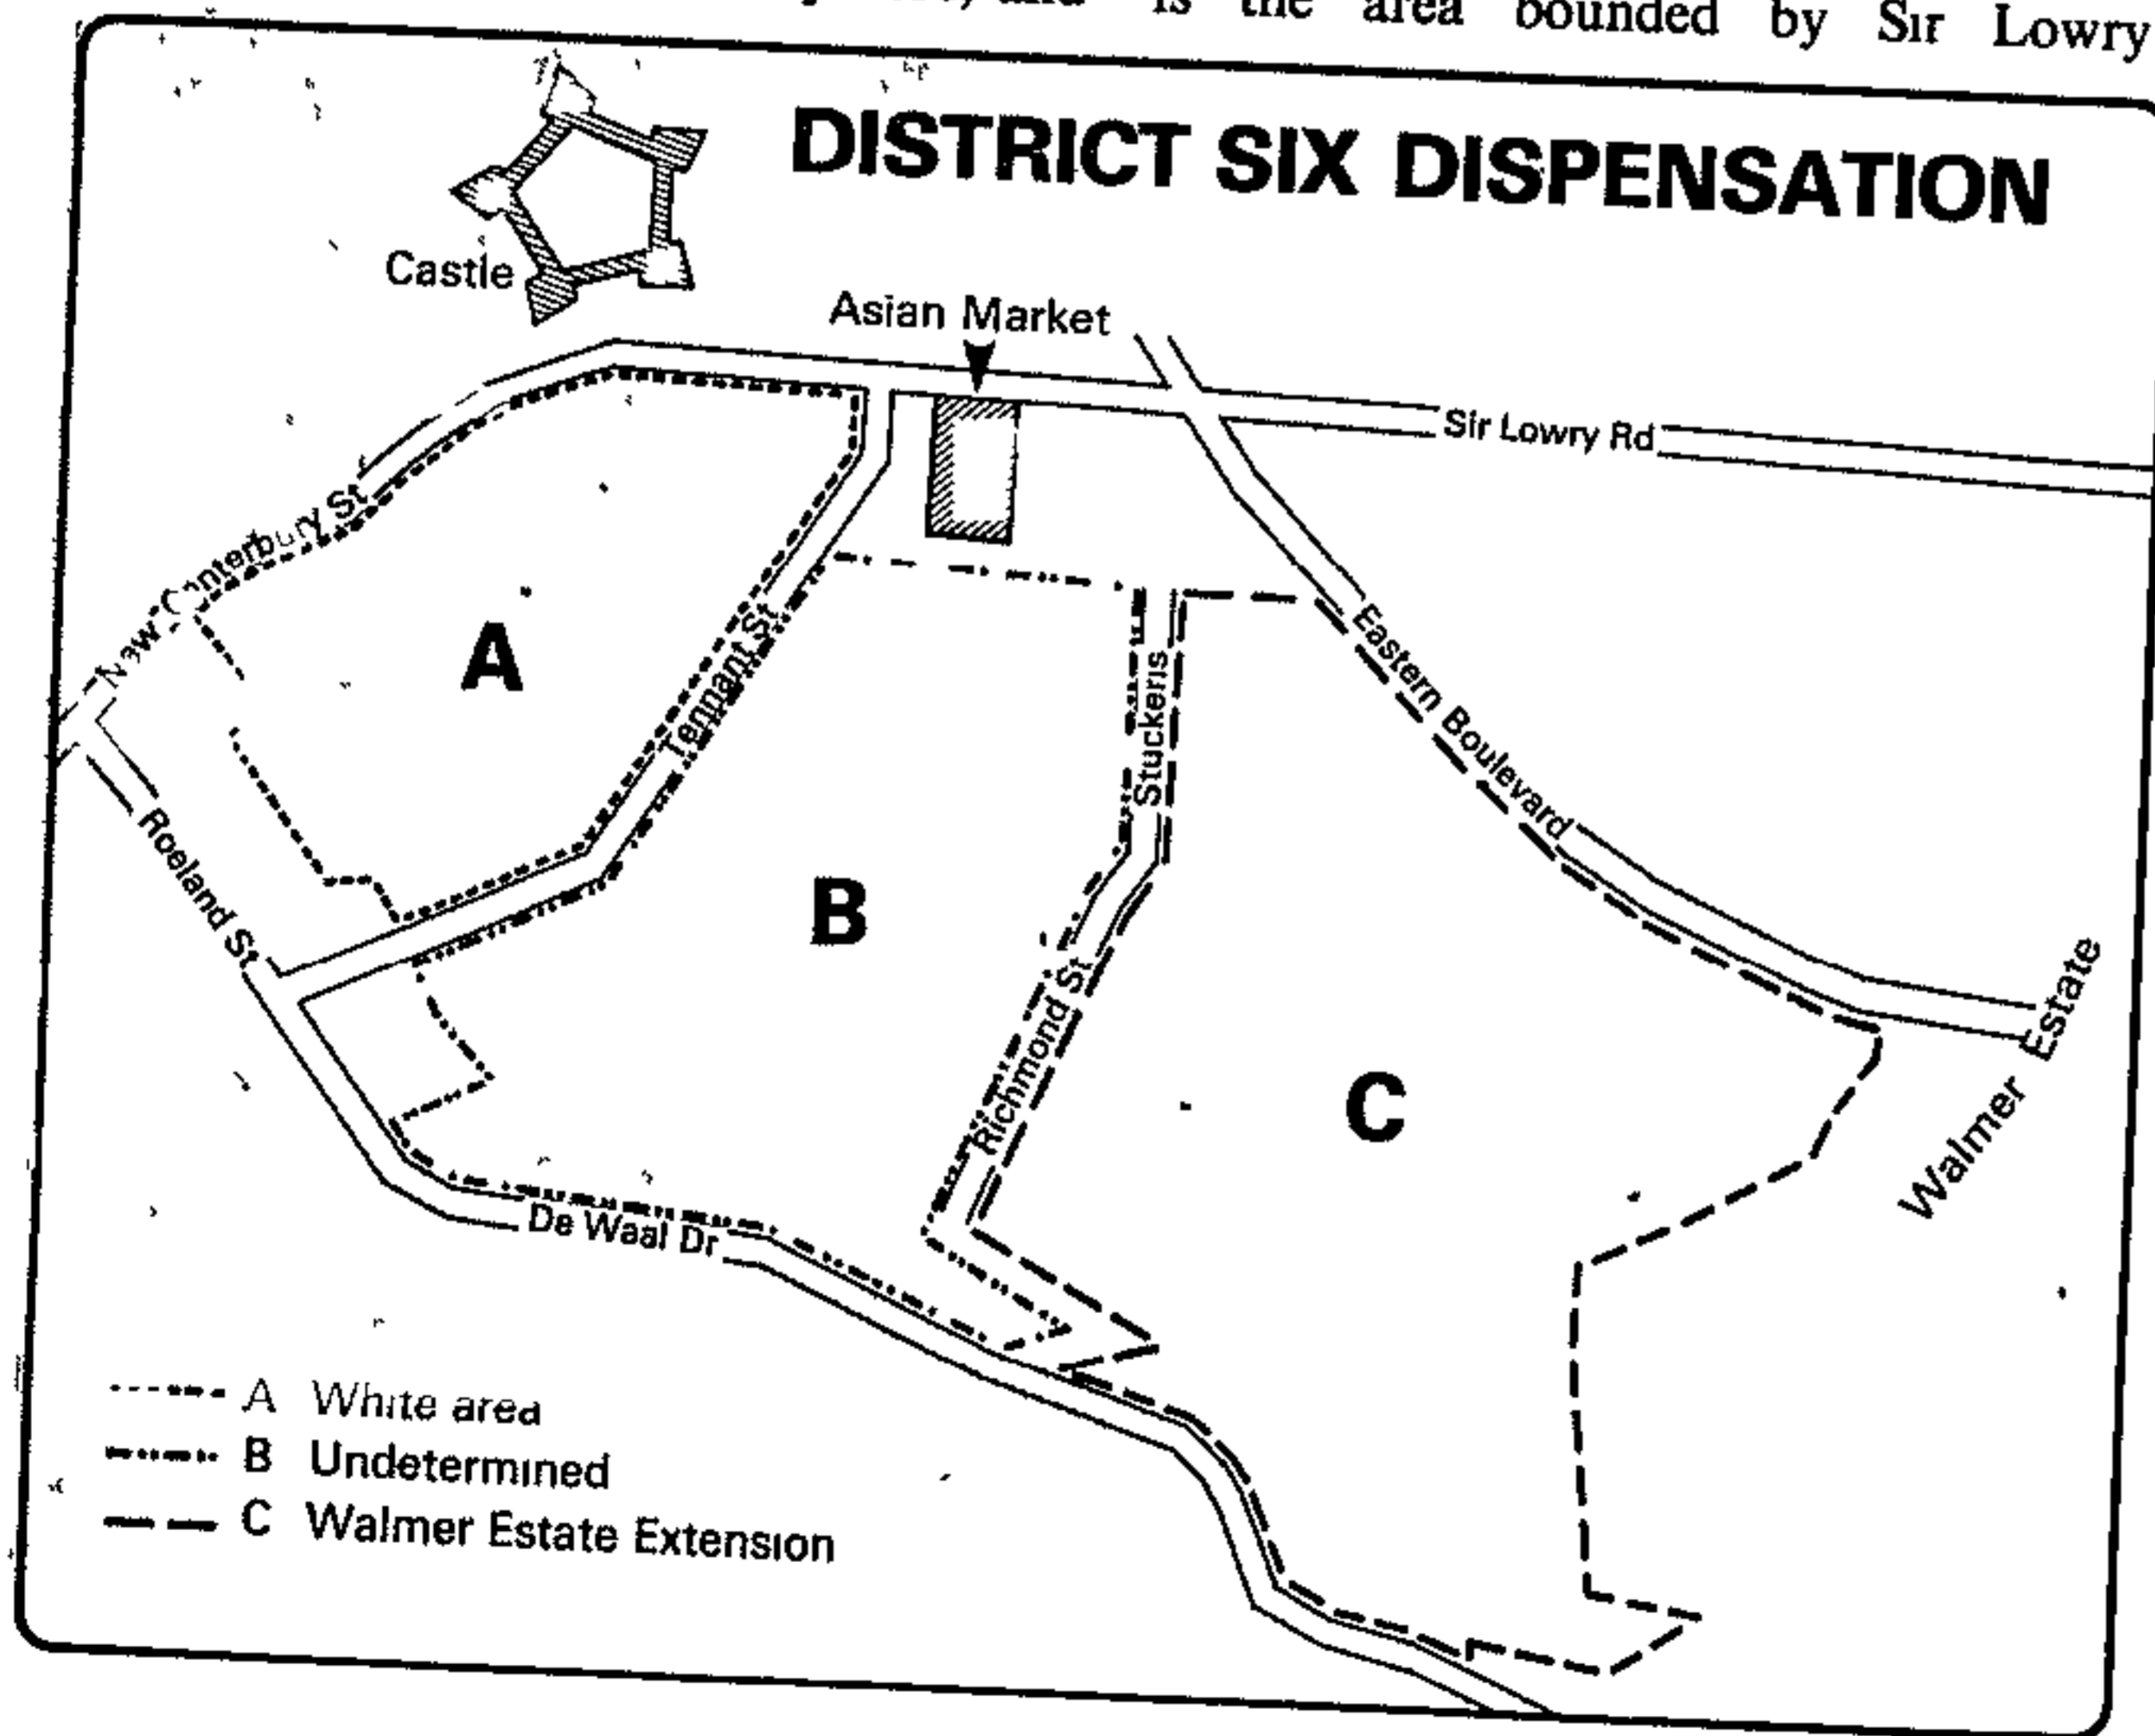 is the area bounded by Sir Lowry
DISTRICT SIX DISPENSATION
Castle
Asian Market
Sir Lowry Rd
New Canterbury St
A
Tennant St
Stuckeris
Eastern Boulevard
Roeland St
B
Richmond St
C
Walmer Estate
De Waal Dr
A White area
B Undetermined
C Walmer Estate Extension